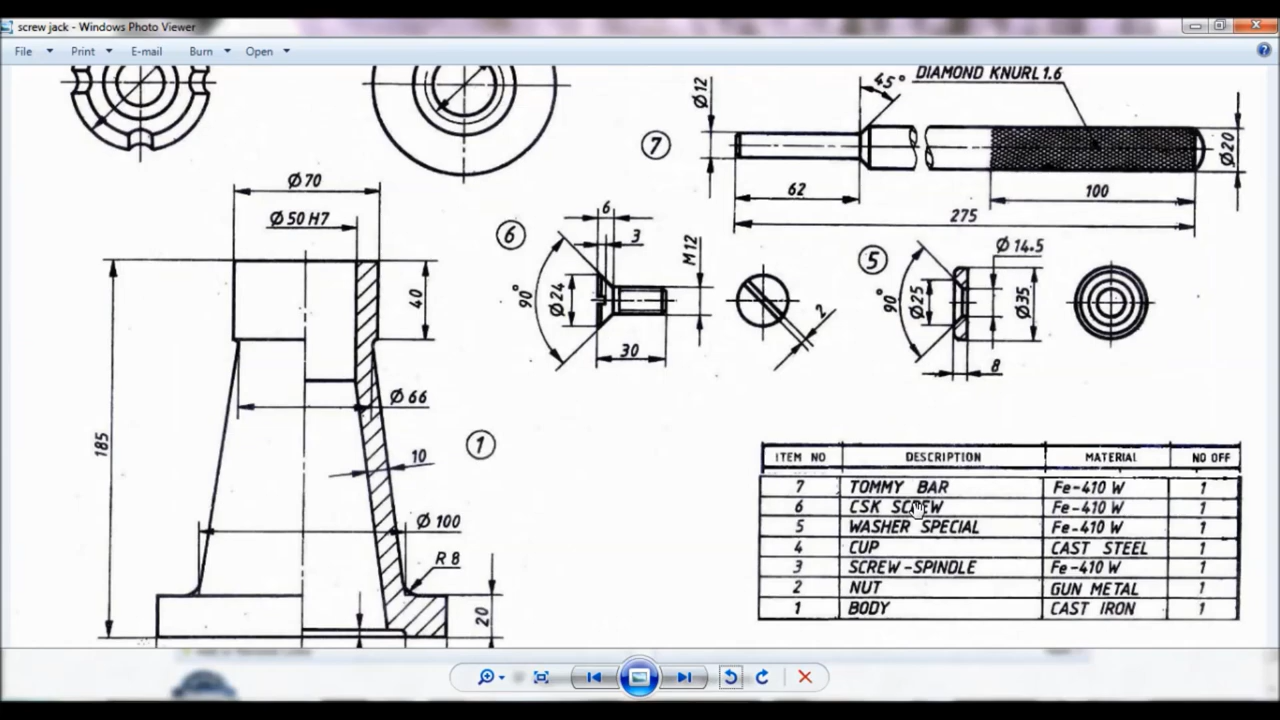 screw jack - Windows Photo Viewer
File Print E-mail Burn Open
DIAMOND KNURL 1.6
45°
Ø12
7
Ø20
62
100
275
Ø70
Ø50 H7
6
6
3
M12
90°
Ø24
30
2
5
Ø14.5
90°
Ø25
Ø35
8
40
Ø66
185
10
1
Ø100
R8
20
ITEM NO DESCRIPTION MATERIAL NO OFF
7 TOMMY BAR Fe-410 W 1
6 CSK SCREW Fe-410 W 1
5 WASHER SPECIAL Fe-410 W 1
4 CUP CAST STEEL 1
3 SCREW-SPINDLE Fe-410 W 1
2 NUT GUN METAL 1
1 BODY CAST IRON 1